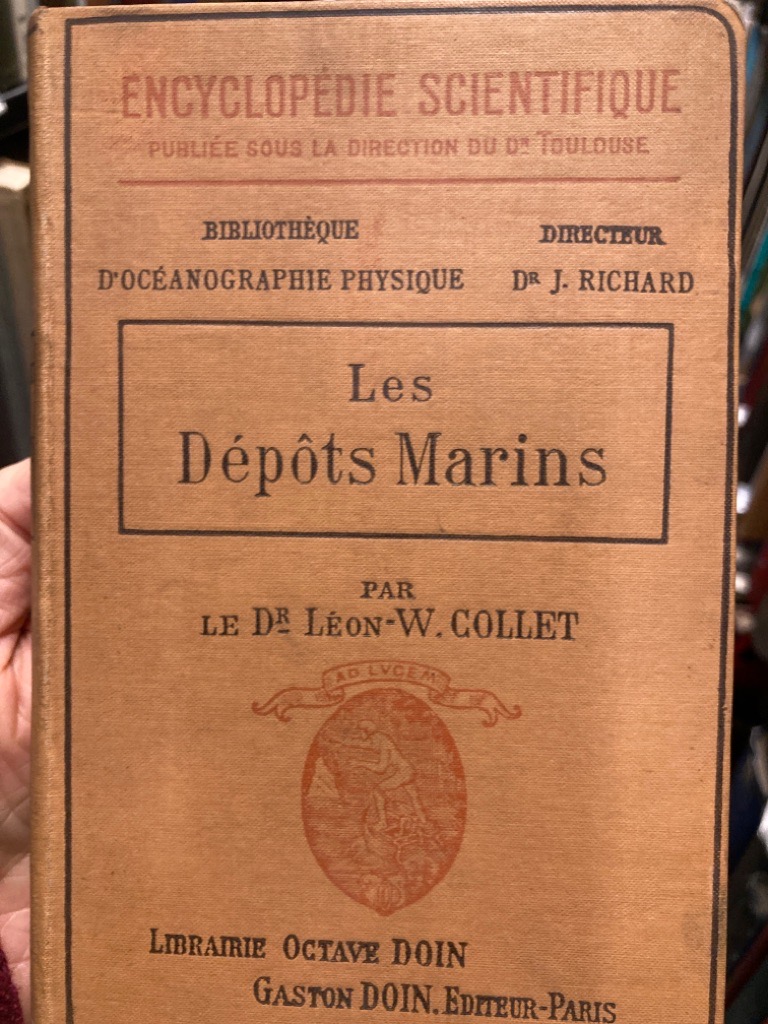 ENCYCLOPÉDIE SCIENTIFIQUE
PUBLIÉE SOUS LA DIRECTION DU DR TOULOUSE
BIBLIOTHÈQUE
D'OCÉANOGRAPHIE PHYSIQUE
DIRECTEUR
DR J. RICHARD
Les
Dépôts Marins
PAR
LE DR LÉON-W. COLLET
AD LVCEM
LIBRAIRIE OCTAVE DOIN
GASTON DOIN. EDITEUR-PARIS